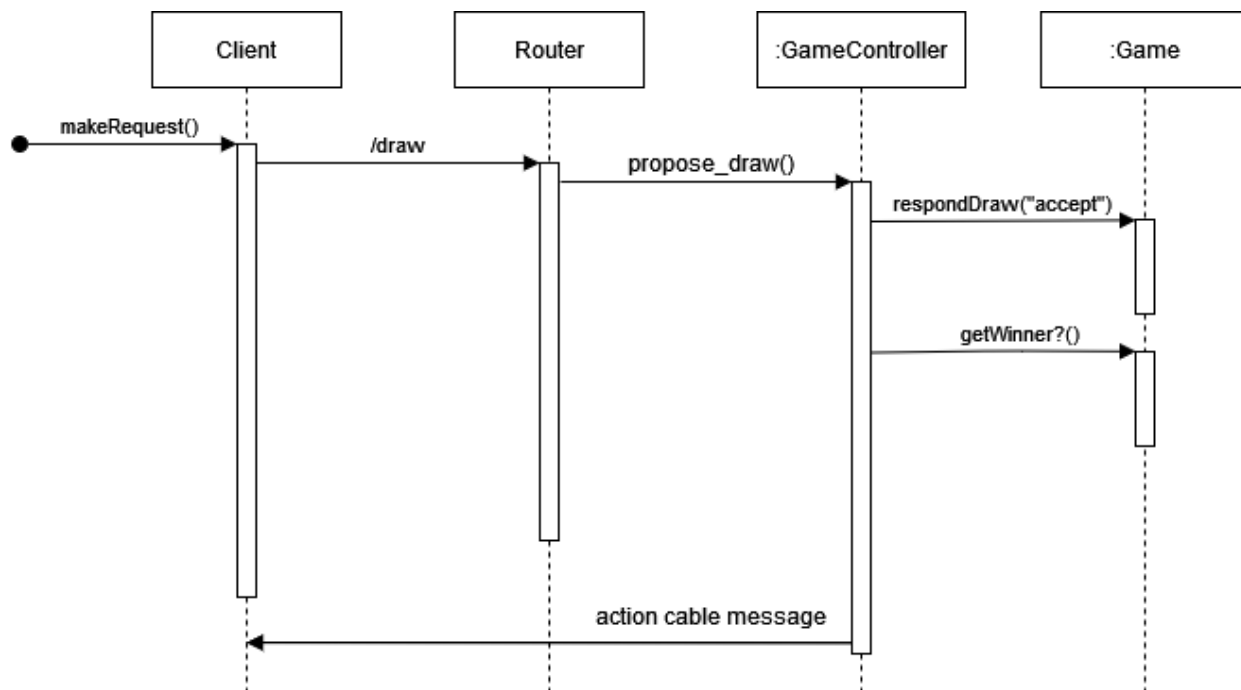 Client
Router
:GameController
:Game
makeRequest()
/draw
propose_draw()
respondDraw("accept")
getWinner?()
action cable message